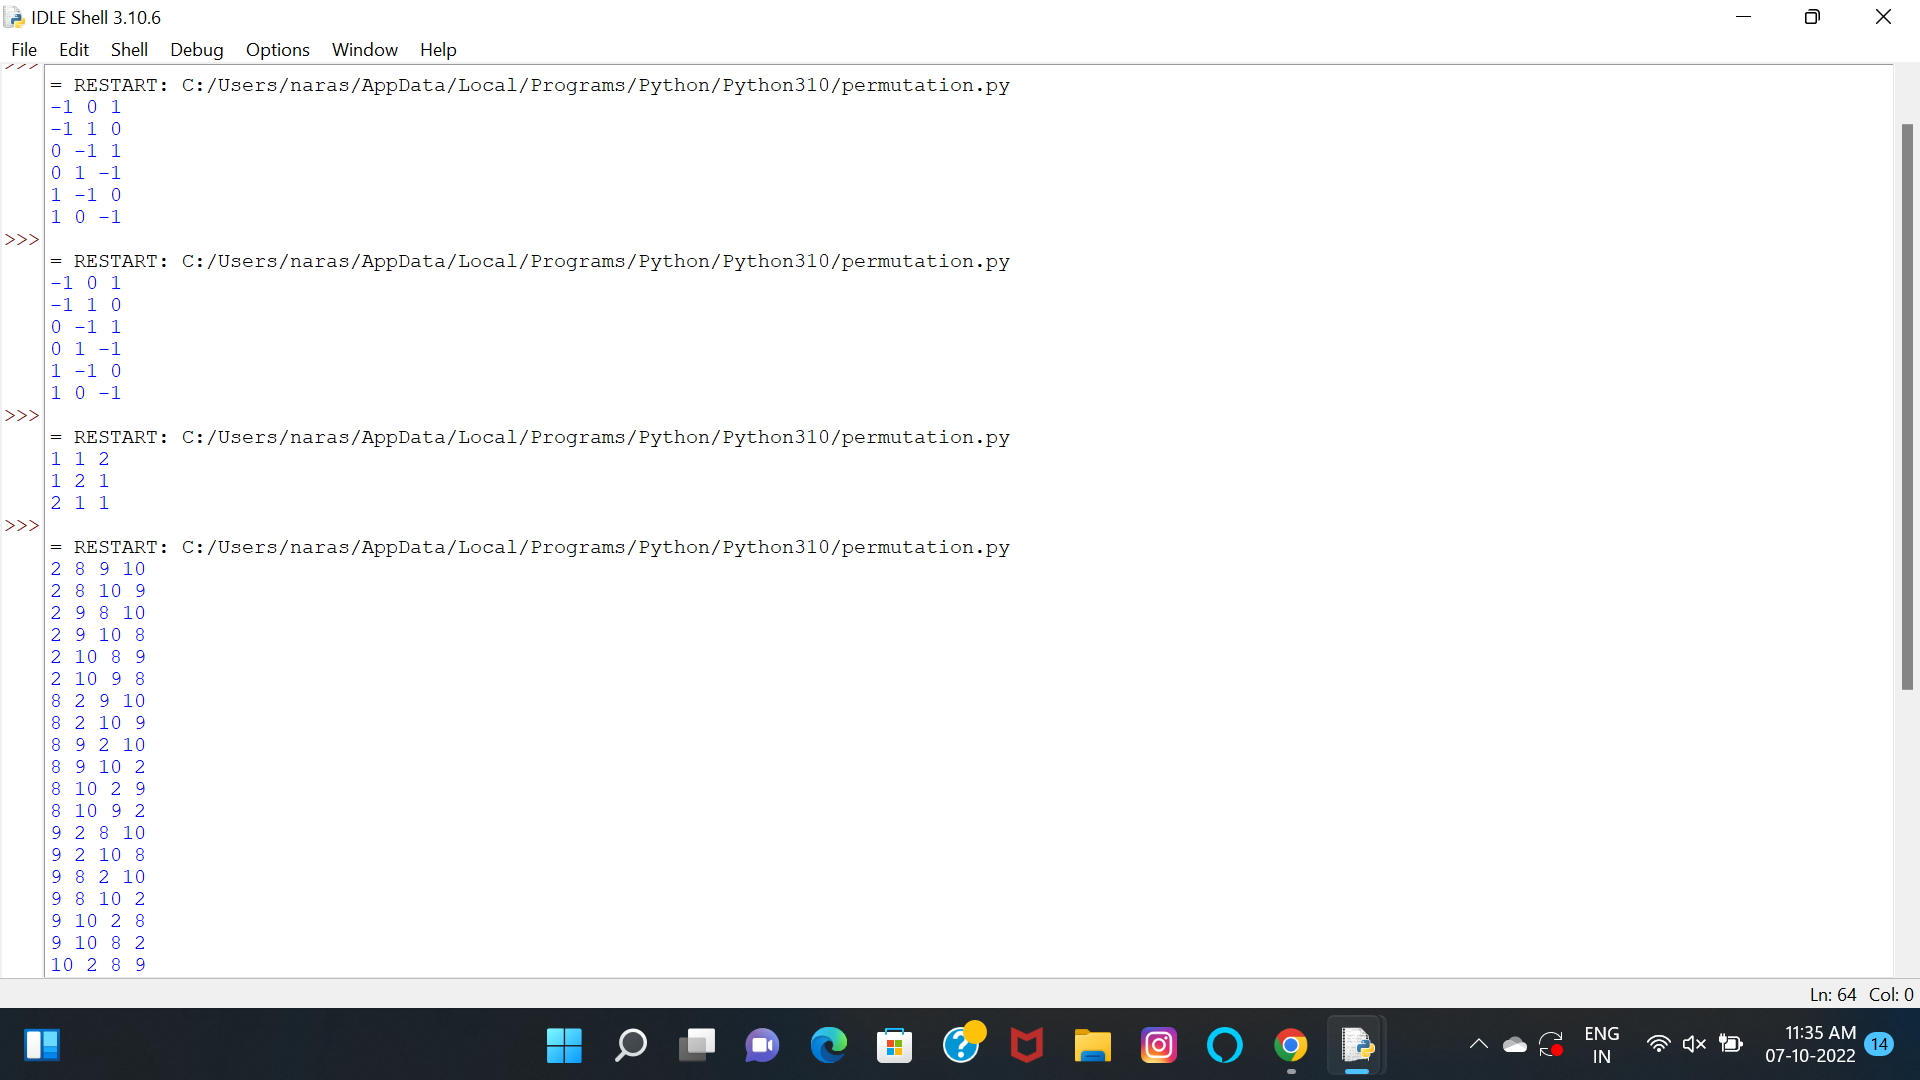 IDLE Shell 3.10.6
File Edit Shell Debug Options Window Help
>>>
= RESTART: C:/Users/naras/AppData/Local/Programs/Python/Python310/permutation.py
-1 0 1
-1 1 0
0 -1 1
0 1 -1
1 -1 0
1 0 -1
>>>
= RESTART: C:/Users/naras/AppData/Local/Programs/Python/Python310/permutation.py
-1 0 1
-1 1 0
0 -1 1
0 1 -1
1 -1 0
1 0 -1
>>>
= RESTART: C:/Users/naras/AppData/Local/Programs/Python/Python310/permutation.py
1 1 2
1 2 1
2 1 1
>>>
= RESTART: C:/Users/naras/AppData/Local/Programs/Python/Python310/permutation.py
2 8 9 10
2 8 10 9
2 9 8 10
2 9 10 8
2 10 8 9
2 10 9 8
8 2 9 10
8 2 10 9
8 9 2 10
8 9 10 2
8 10 2 9
8 10 9 2
9 2 8 10
9 2 10 8
9 8 2 10
9 8 10 2
9 10 2 8
9 10 8 2
10 2 8 9
Ln: 64 Col: 0
ENG
IN
11:35 AM
07-10-2022
14